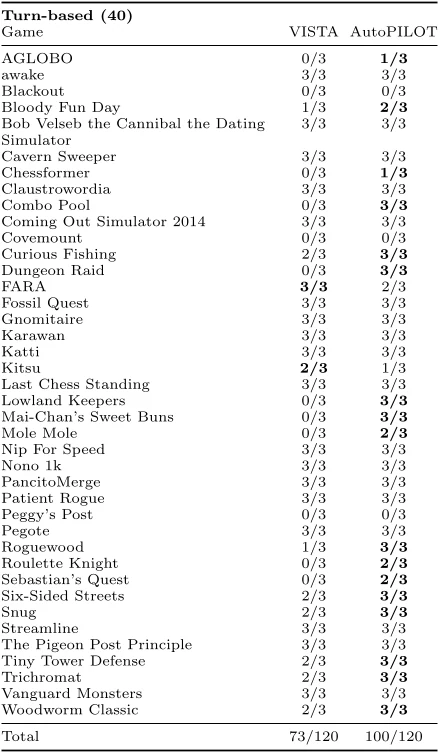 Turn-based (40)
Game VISTA AutoPILOT
AGLOBO 0/3 1/3
awake 3/3 3/3
Blackout 0/3 0/3
Bloody Fun Day 1/3 2/3
Bob Velseb the Cannibal the Dating 3/3 3/3
Simulator
Cavern Sweeper 3/3 3/3
Chessformer 0/3 1/3
Claustrowordia 3/3 3/3
Combo Pool 0/3 3/3
Coming Out Simulator 2014 3/3 3/3
Covemount 0/3 0/3
Curious Fishing 2/3 3/3
Dungeon Raid 0/3 3/3
FARA 3/3 2/3
Fossil Quest 3/3 3/3
Gnomitaire 3/3 3/3
Karawan 3/3 3/3
Katti 3/3 3/3
Kitsu 2/3 1/3
Last Chess Standing 3/3 3/3
Lowland Keepers 0/3 3/3
Mai-Chan's Sweet Buns 0/3 3/3
Mole Mole 0/3 2/3
Nip For Speed 3/3 3/3
Nono 1k 3/3 3/3
PancitoMerge 3/3 3/3
Patient Rogue 3/3 3/3
Peggy's Post 0/3 0/3
Pegote 3/3 3/3
Roguewood 1/3 3/3
Roulette Knight 0/3 2/3
Sebastian's Quest 0/3 2/3
Six-Sided Streets 2/3 3/3
Snug 2/3 3/3
Streamline 3/3 3/3
The Pigeon Post Principle 3/3 3/3
Tiny Tower Defense 2/3 3/3
Trichromat 2/3 3/3
Vanguard Monsters 3/3 3/3
Woodworm Classic 2/3 3/3
Total 73/120 100/120